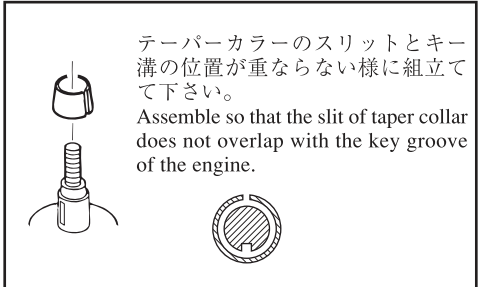 テーパーカラーのスリットとキー
溝の位置が重ならない様に組立て
て下さい。
Assemble so that the slit of taper collar
does not overlap with the key groove
of the engine.